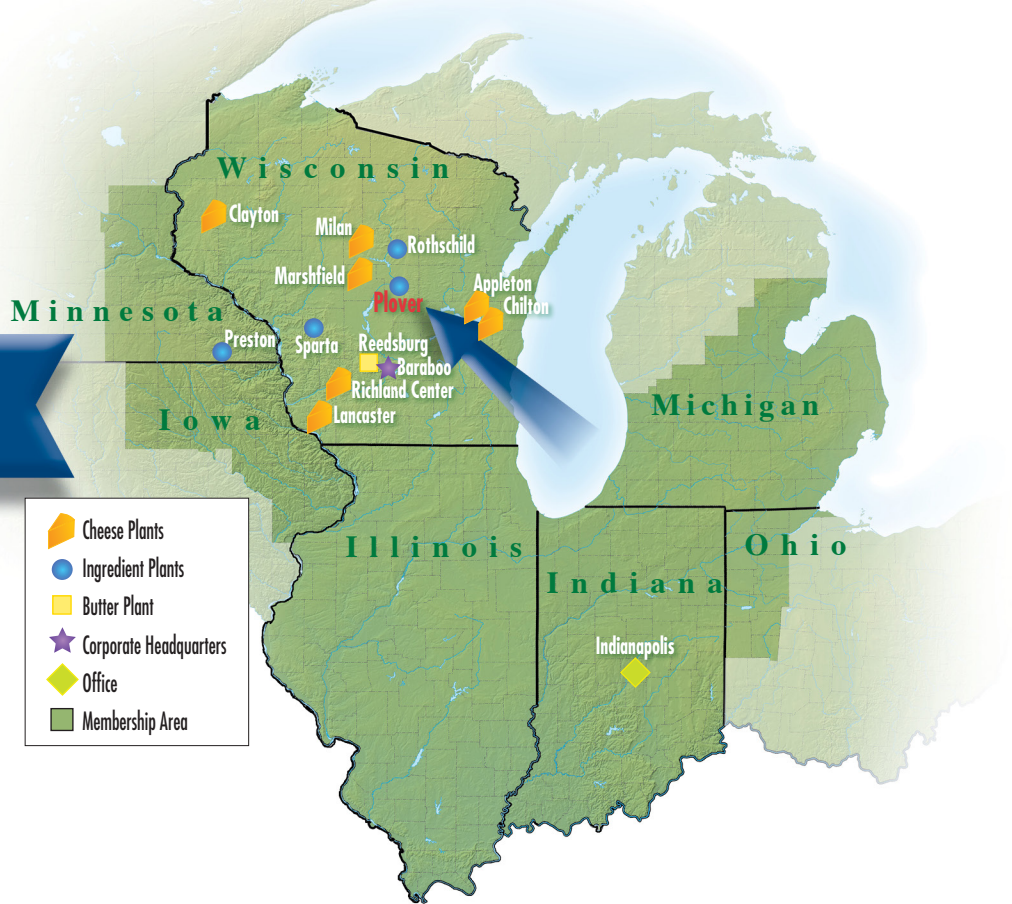 Wisconsin
Clayton
Milan
Rothschild
Marshfield
Appleton
Plover
Chilton
Minnesota
Preston
Sparta
Reedsburg
Baraboo
Richland Center
Iowa
Lancaster
Michigan
Illinois
Ohio
Indiana
Indianapolis
Cheese Plants
Ingredient Plants
Butter Plant
Corporate Headquarters
Office
Membership Area